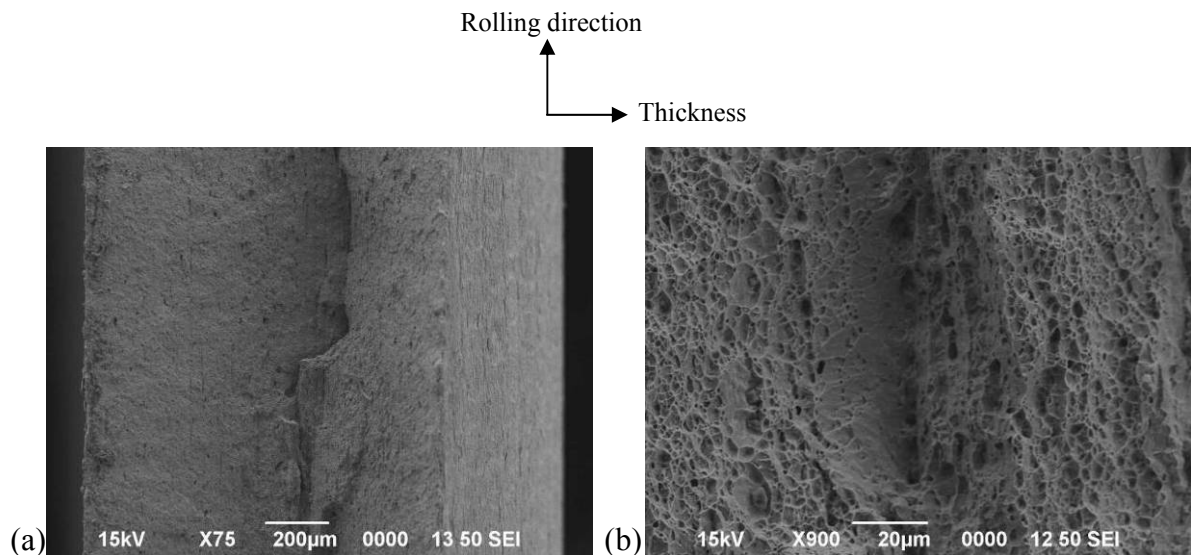 Rolling direction
Thickness
(a)
15kV X75 200µm 0000 13 50 SEI
(b)
15kV X900 20µm 0000 12 50 SEI